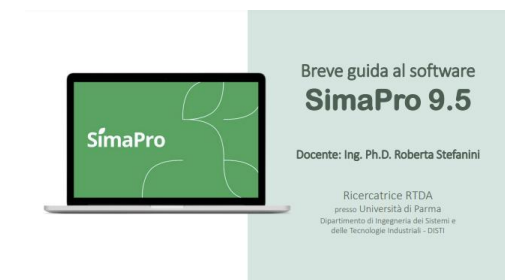 SimaPro
Breve guida al software
SimaPro 9.5
Docente: Ing. Ph.D. Roberta Stefanini
Ricercatrice RTDA
presso Università di Parma
Dipartimento di Ingegneria dei Sistemi e
delle Tecnologie Industriali - DISTI